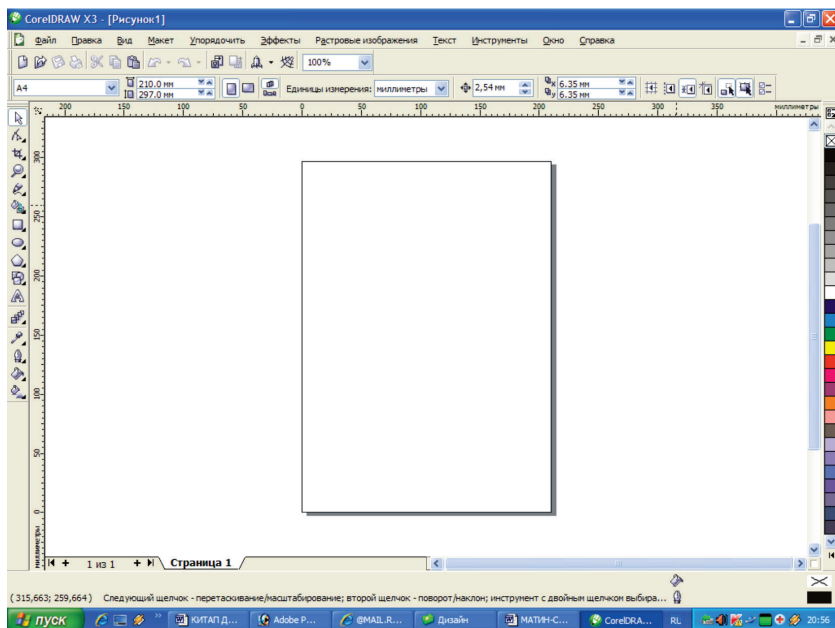 CorelDRAW X3 - [Рисунок1]
Файл Правка Вид Макет Упорядочить Эффекты Растровые изображения Текст Инструменты Окно Справка
100%
A4 210.0 мм 297.0 мм Единицы измерения: миллиметры 2,54 мм x 6.35 мм y 6.35 мм
200 150 100 50 0 50 100 150 200 250 300 350 миллиметры
300
250
200
150
100
50
0
миллиметры
1 из 1 Страница 1
( 315,663; 259,664 ) Следующий щелчок - перетаскивание/масштабирование; второй щелчок - поворот/наклон; инструмент с двойным щелчком выбира...
пуск КИТАП Д... Adobe P... @MAIL.R... Дизайн МАТИН-С... CorelDRA... RL 20:56